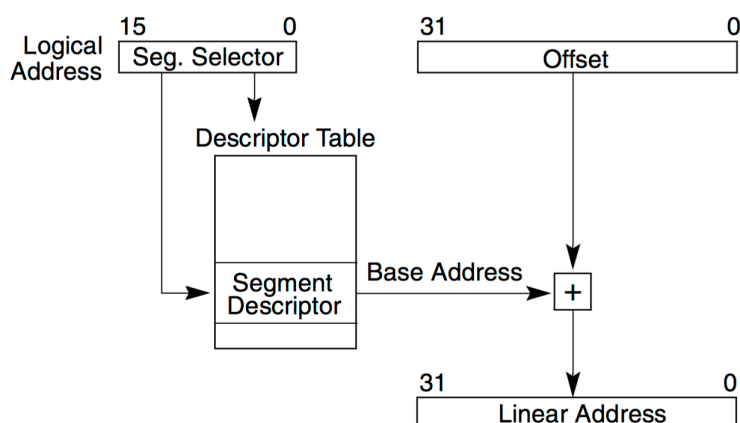 15 0 31 0
Logical
Address
Seg. Selector
Offset
Descriptor Table
Base Address
Segment
Descriptor
+
31 0
Linear Address